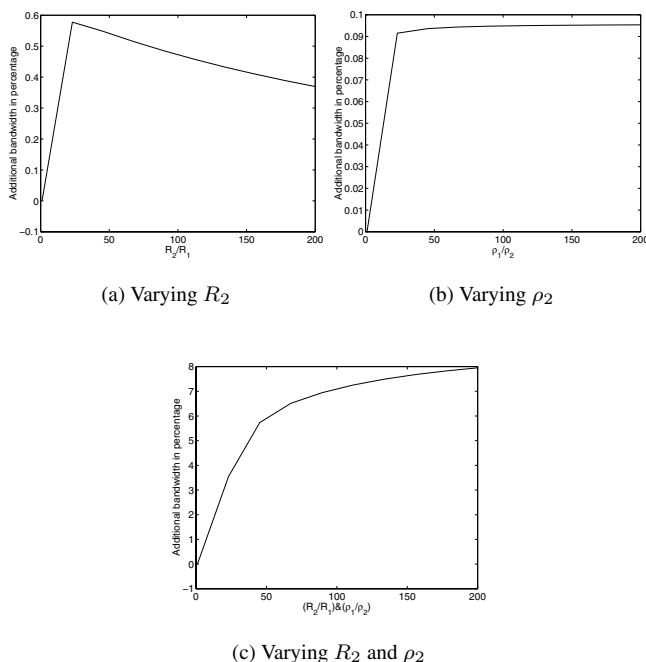 0.6
0.5
0.4
0.3
0.2
0.1
0
−0.1
Additional bandwidth in percentage
0 50 100 150 200
R₂/R₁
(a) Varying R₂
0.1
0.09
0.08
0.07
0.06
0.05
0.04
0.03
0.02
0.01
0
Additional bandwidth in percentage
0 50 100 150 200
ρ₁/ρ₂
(b) Varying ρ₂
8
7
6
5
4
3
2
1
0
−1
Additional bandwidth in percentage
0 50 100 150 200
(R₂/R₁)&(ρ₁/ρ₂)
(c) Varying R₂ and ρ₂